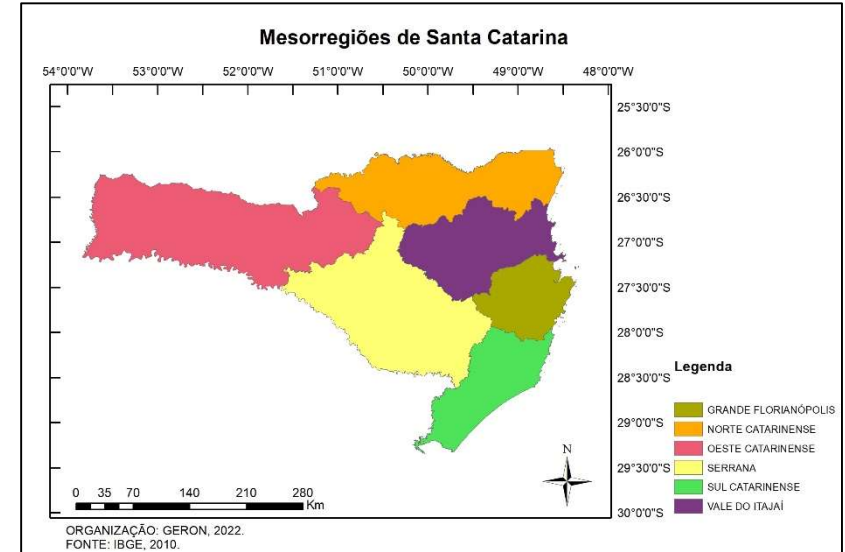 Mesorregiões de Santa Catarina
54°0'0"W 53°0'0"W 52°0'0"W 51°0'0"W 50°0'0"W 49°0'0"W 48°0'0"W
25°30'0"S
26°0'0"S
26°30'0"S
27°0'0"S
27°30'0"S
28°0'0"S
28°30'0"S
29°0'0"S
29°30'0"S
30°0'0"S
Legenda
GRANDE FLORIANÓPOLIS
NORTE CATARINENSE
OESTE CATARINENSE
SERRANA
SUL CATARINENSE
VALE DO ITAJAÍ
N
0 35 70 140 210 280
Km
ORGANIZAÇÃO: GERON, 2022.
FONTE: IBGE, 2010.